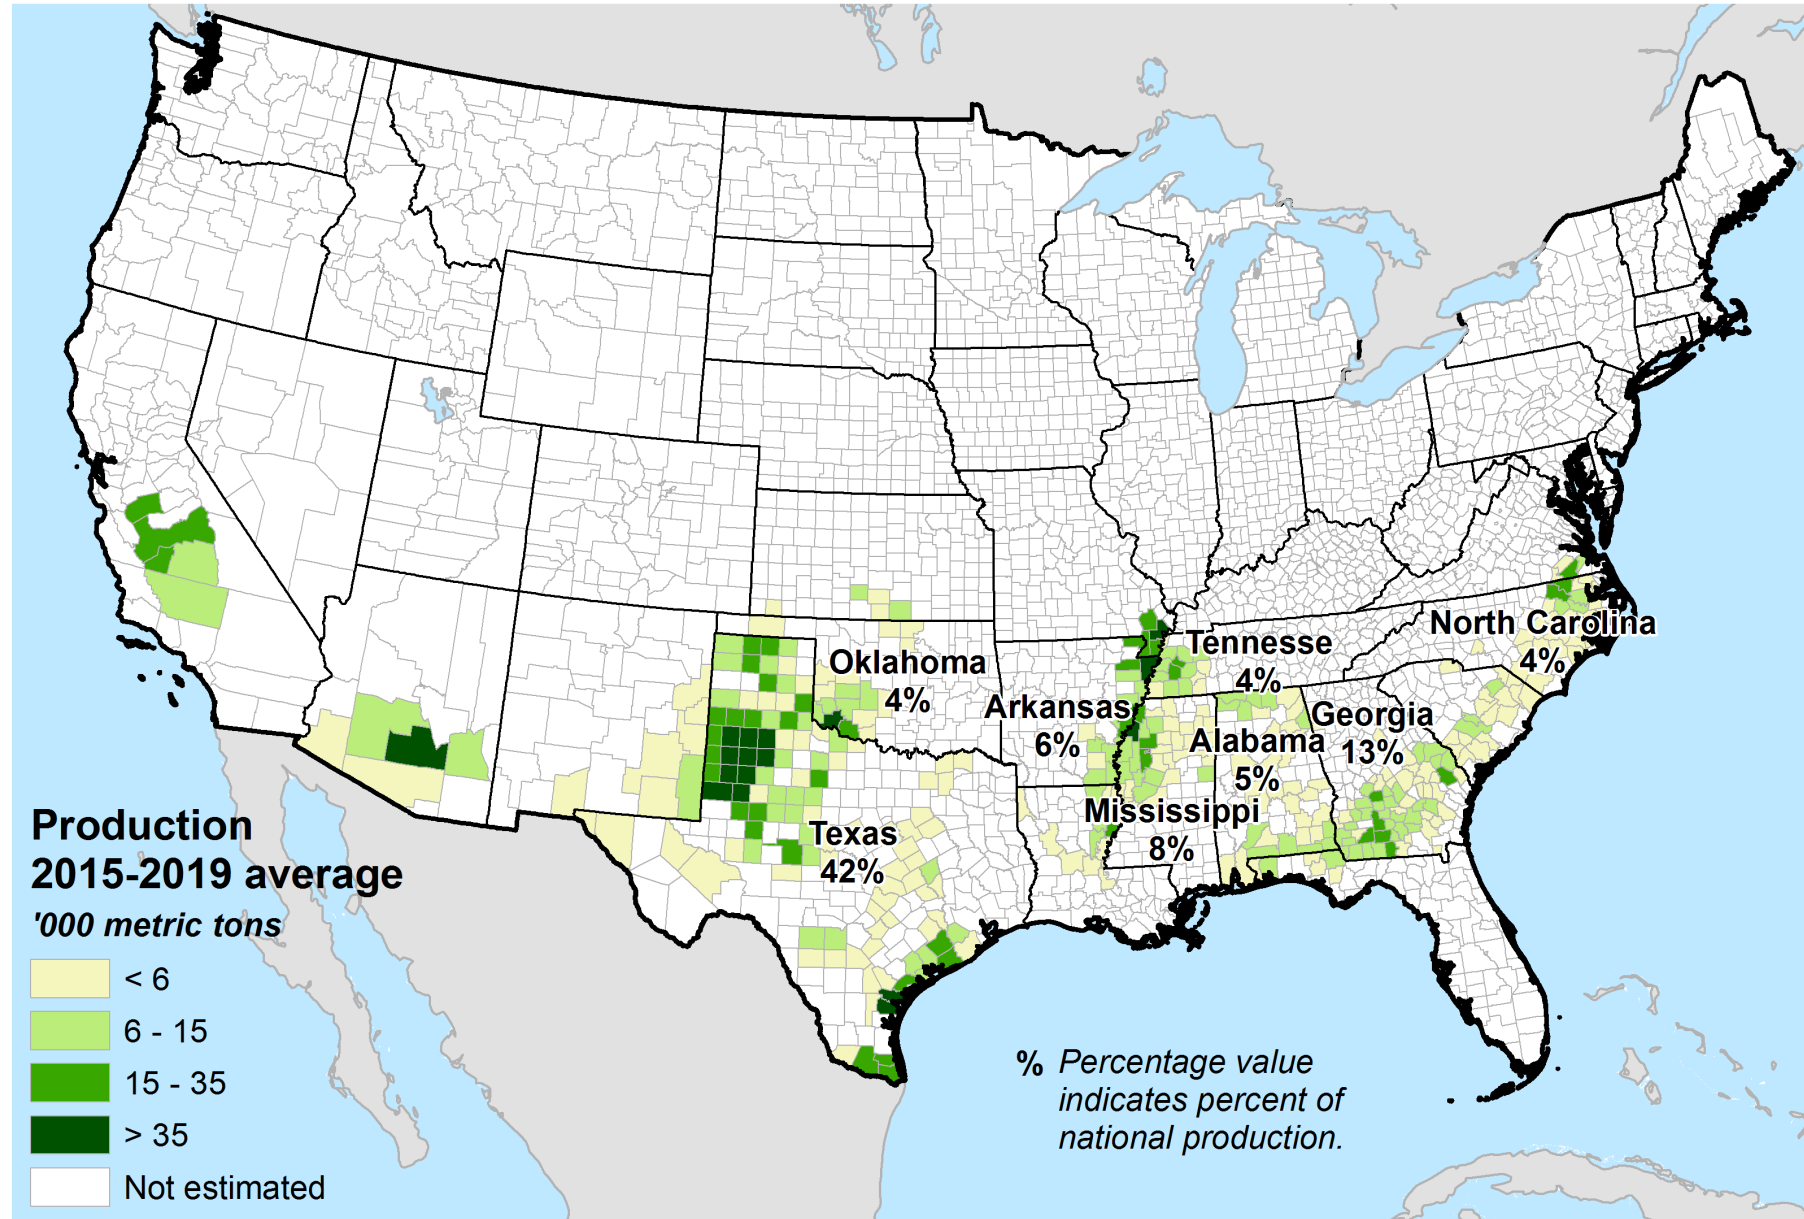 North Carolina
4%
Tennesse
4%
Oklahoma
4%
Arkansas
6%
Georgia
13%
Alabama
5%
Mississippi
8%
Texas
42%
Production
2015-2019 average
'000 metric tons
< 6
6 - 15
15 - 35
> 35
Not estimated
% Percentage value
indicates percent of
national production.